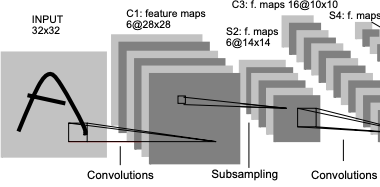 INPUT
32x32
C1: feature maps
6@28x28
C3: f. maps 16@10x10
S2: f. maps
6@14x14
S4: f. maps
Convolutions
Subsampling
Convolutions